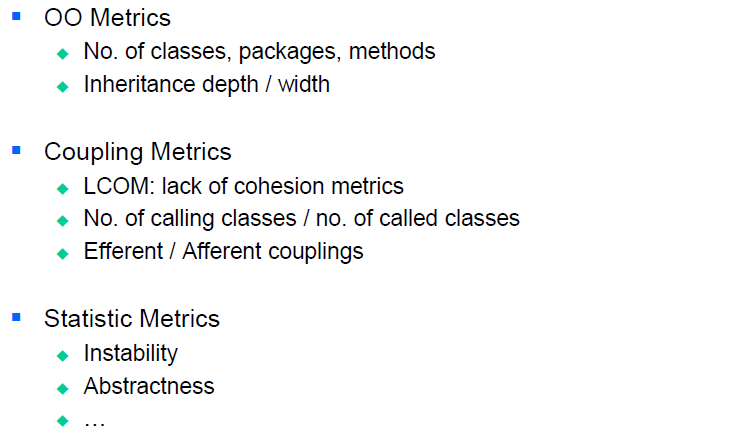 OO Metrics
No. of classes, packages, methods
Inheritance depth / width
Coupling Metrics
LCOM: lack of cohesion metrics
No. of calling classes / no. of called classes
Efferent / Afferent couplings
Statistic Metrics
Instability
Abstractness
…